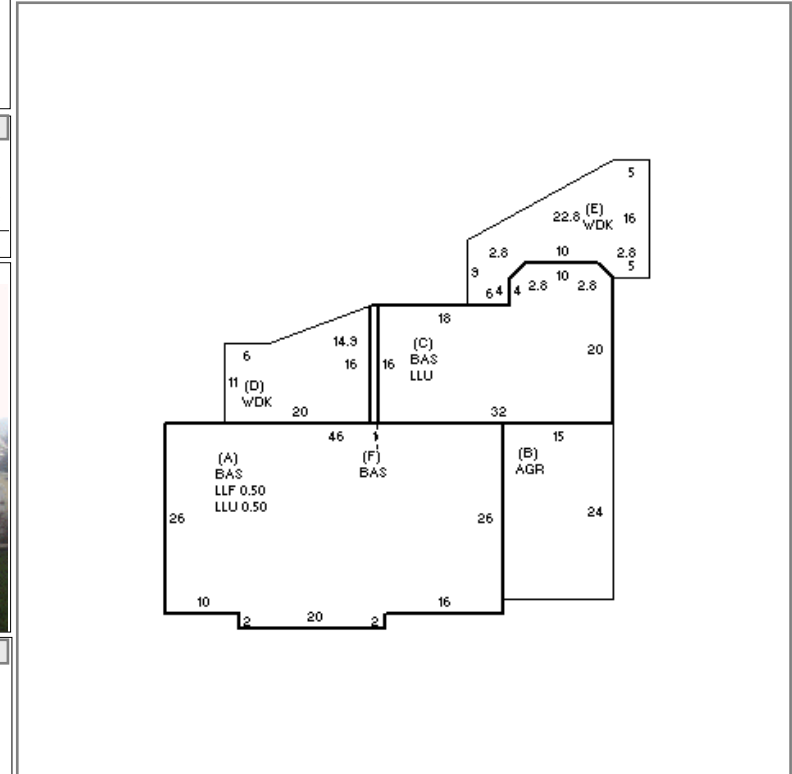 5
(E)
22.8 16
WDK
2.8 10 2.8
5
9 10
6 4 4 2.8 2.8
18
14.9 (C)
6 16 16 BAS 20
LLU
11 (D)
WDK
20 32
46 1 15
(A) (F) (B)
BAS BAS AGR
LLF 0.50
LLU 0.50
26 26 24
10 16
2 20 2